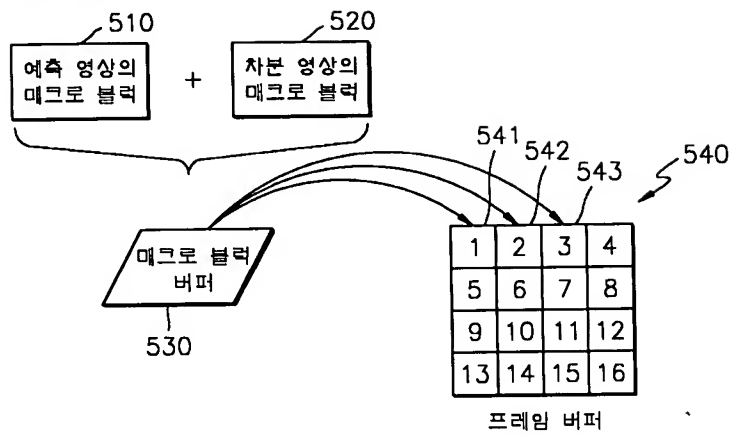 510
520
예측 영상의
매크로 블럭
+
차분 영상의
매크로 블럭
541
542
543
540
매크로 블럭
버퍼
530
1 2 3 4
5 6 7 8
9 10 11 12
13 14 15 16
프레임 버퍼